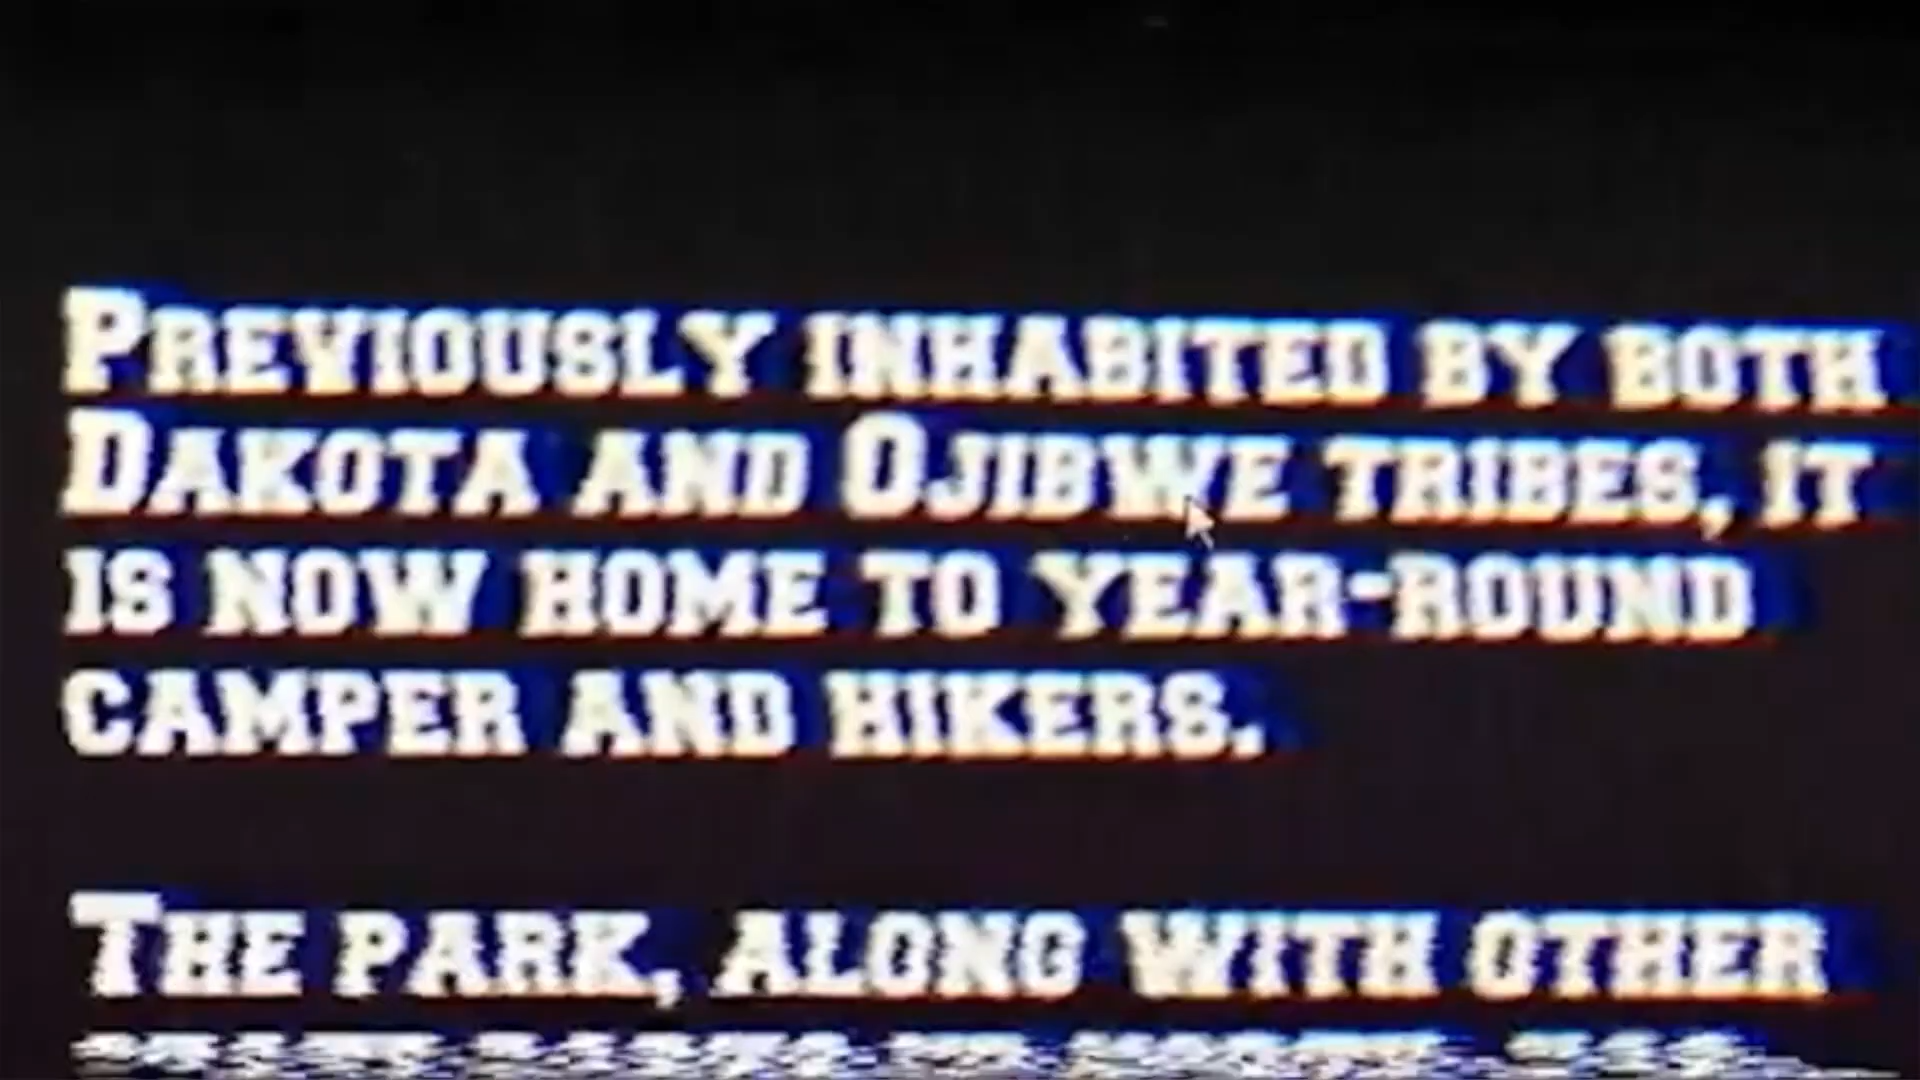 Previously inhabited by both
Dakota and Ojibwe tribes, it
is now home to year-round
camper and hikers.
The park, along with other